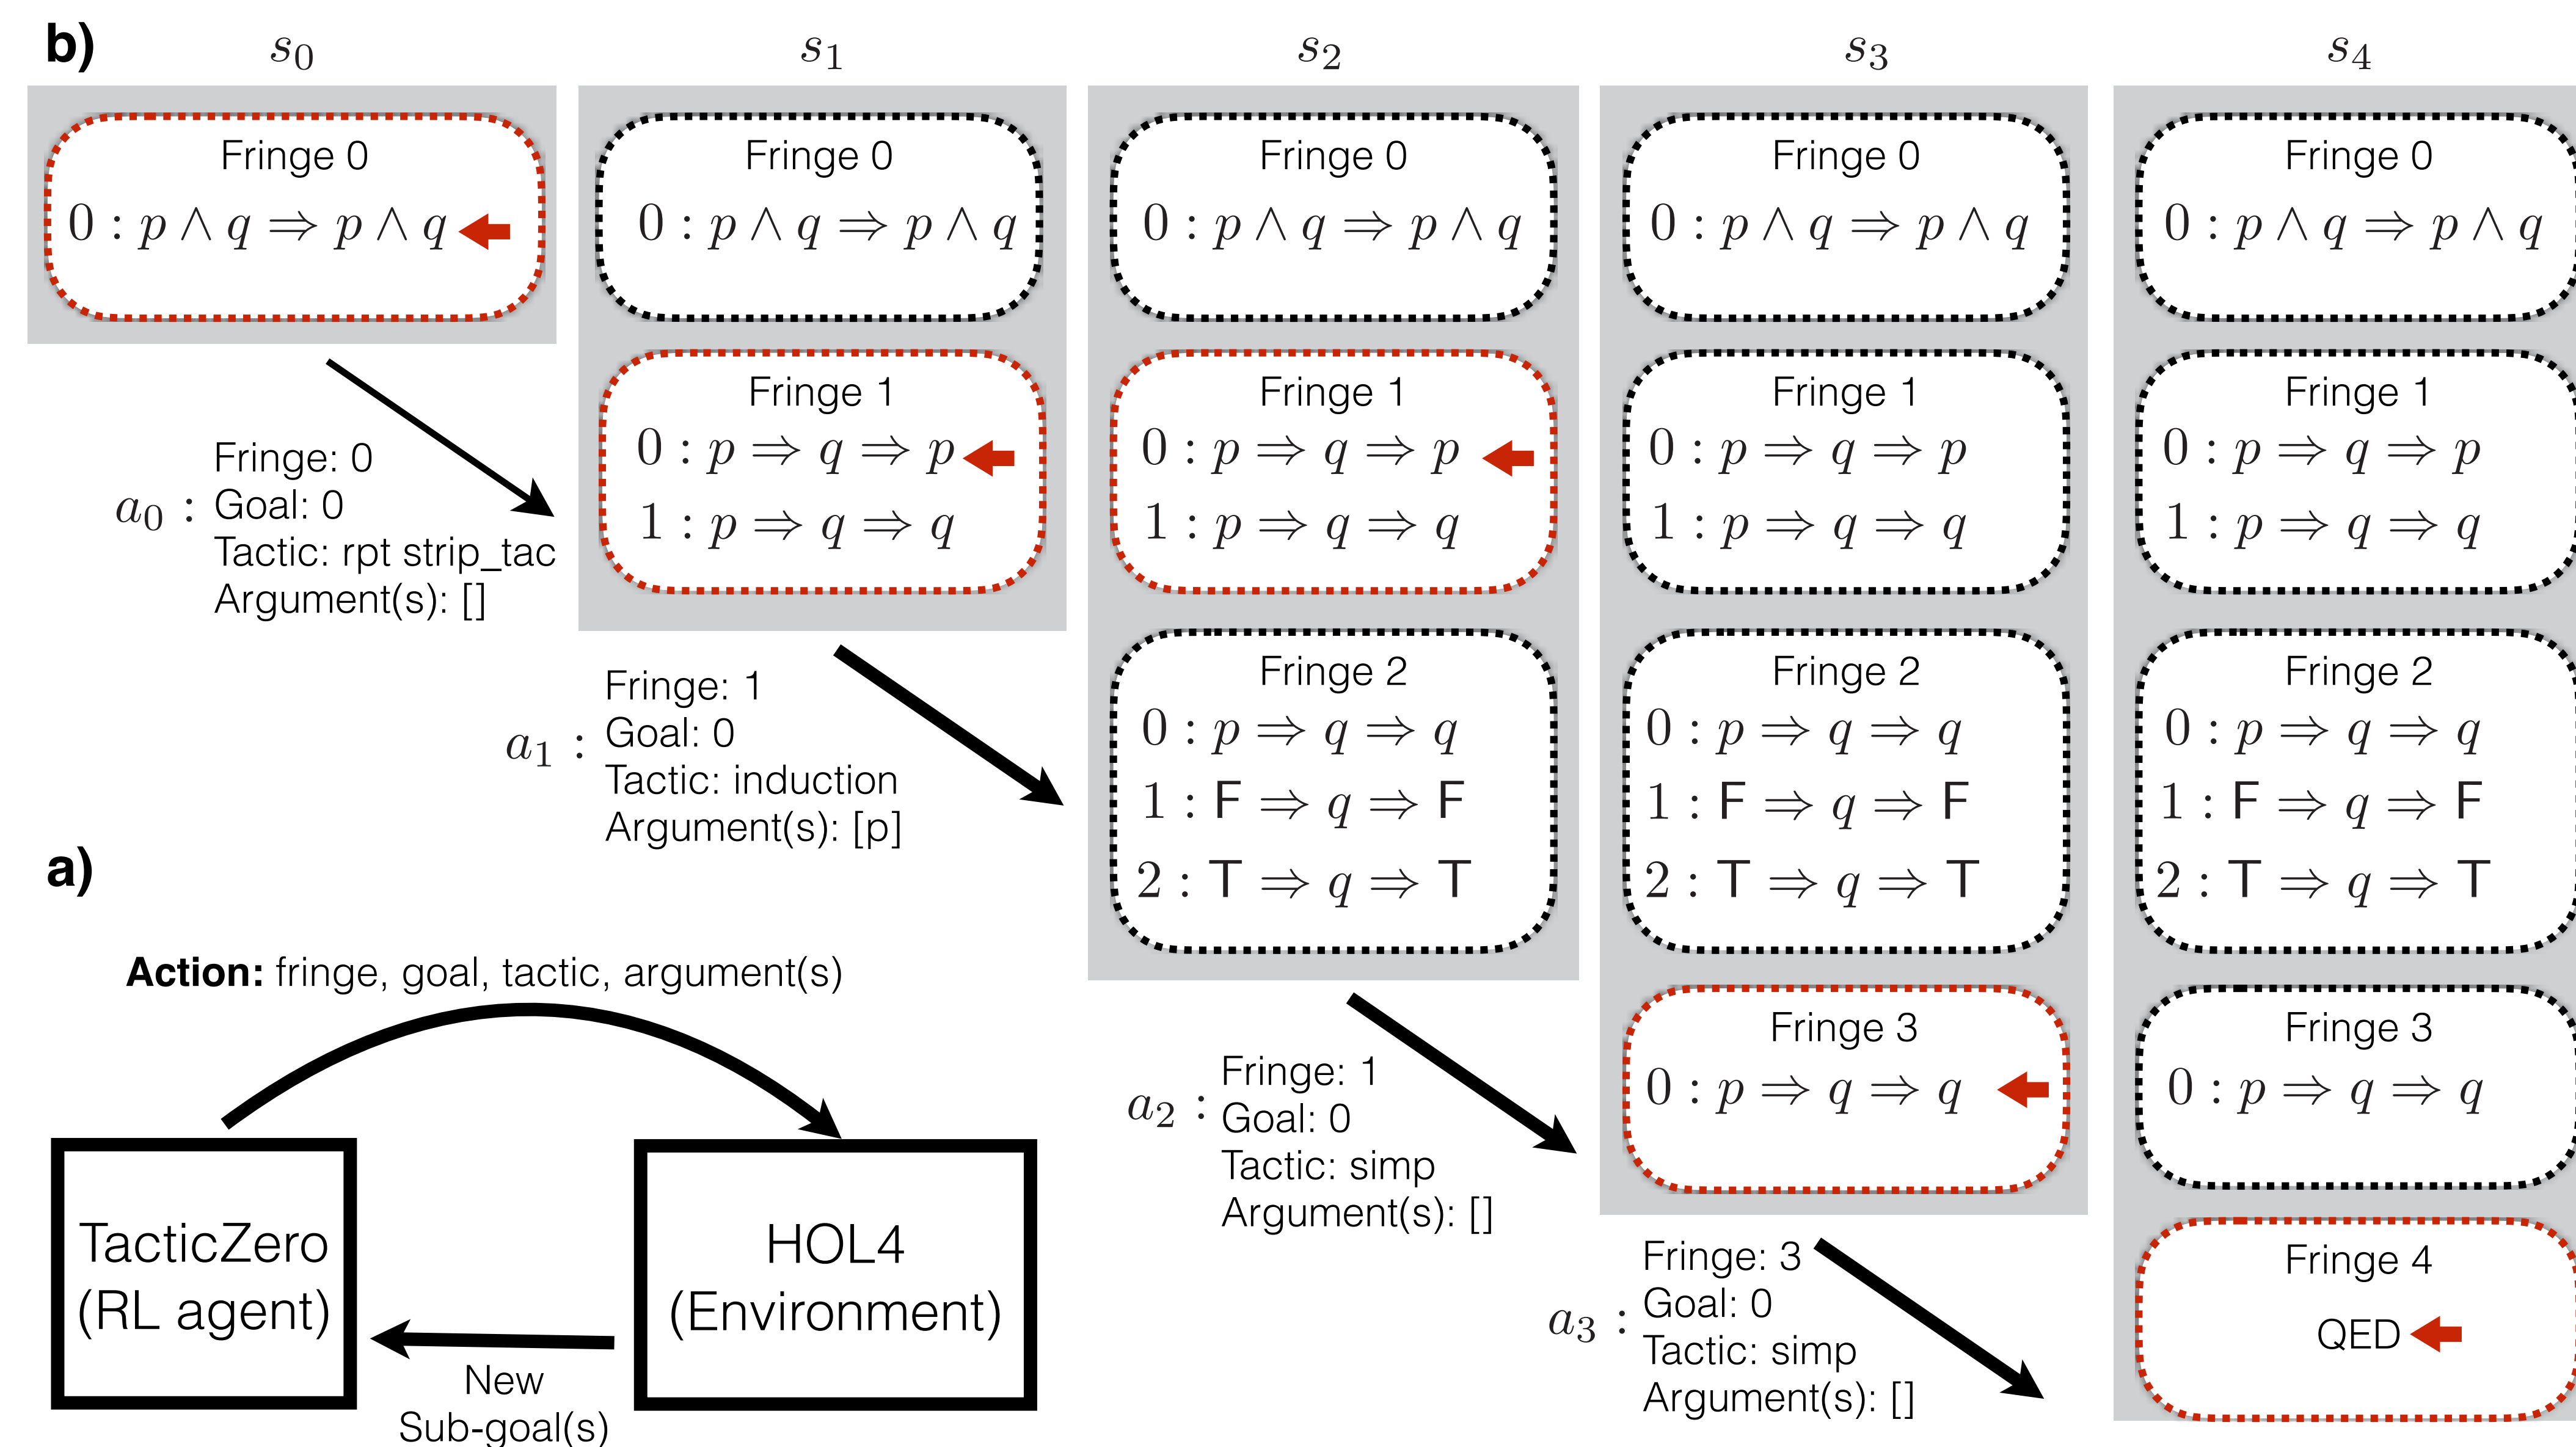 b)
s0
s1
s2
s3
s4
Fringe 0
0 : p ∧ q ⇒ p ∧ q
Fringe 0
0 : p ∧ q ⇒ p ∧ q
Fringe 1
0 : p ⇒ q ⇒ p
1 : p ⇒ q ⇒ q
Fringe 0
0 : p ∧ q ⇒ p ∧ q
Fringe 1
0 : p ⇒ q ⇒ p
1 : p ⇒ q ⇒ q
Fringe 2
0 : p ⇒ q ⇒ q
1 : F ⇒ q ⇒ F
2 : T ⇒ q ⇒ T
Fringe 0
0 : p ∧ q ⇒ p ∧ q
Fringe 1
0 : p ⇒ q ⇒ p
1 : p ⇒ q ⇒ q
Fringe 2
0 : p ⇒ q ⇒ q
1 : F ⇒ q ⇒ F
2 : T ⇒ q ⇒ T
Fringe 3
0 : p ⇒ q ⇒ q
Fringe 0
0 : p ∧ q ⇒ p ∧ q
Fringe 1
0 : p ⇒ q ⇒ p
1 : p ⇒ q ⇒ q
Fringe 2
0 : p ⇒ q ⇒ q
1 : F ⇒ q ⇒ F
2 : T ⇒ q ⇒ T
Fringe 3
0 : p ⇒ q ⇒ q
Fringe 4
QED
a0 :
Fringe: 0
Goal: 0
Tactic: rpt strip_tac
Argument(s): []
a1 :
Fringe: 1
Goal: 0
Tactic: induction
Argument(s): [p]
a2 :
Fringe: 1
Goal: 0
Tactic: simp
Argument(s): []
a3 :
Fringe: 3
Goal: 0
Tactic: simp
Argument(s): []
a)
Action: fringe, goal, tactic, argument(s)
TacticZero
(RL agent)
HOL4
(Environment)
New
Sub-goal(s)